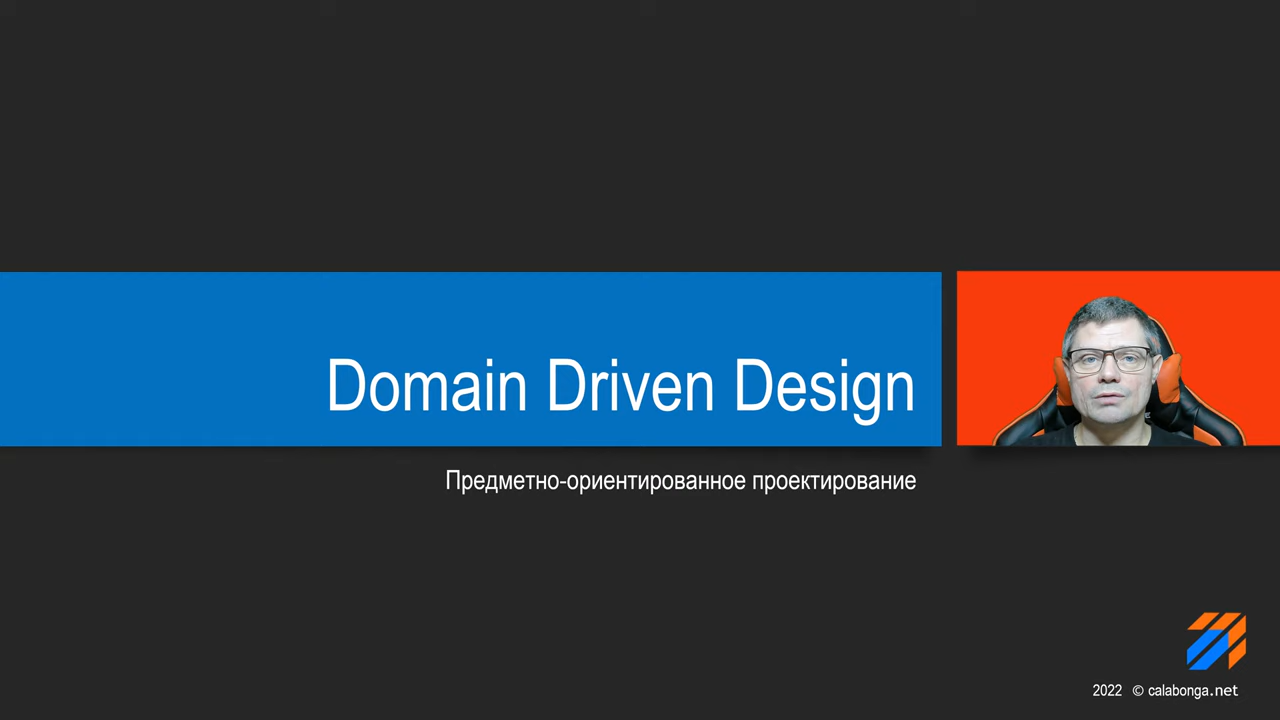 Domain Driven Design
Предметно-ориентированное проектирование
2022 © calabonga.net